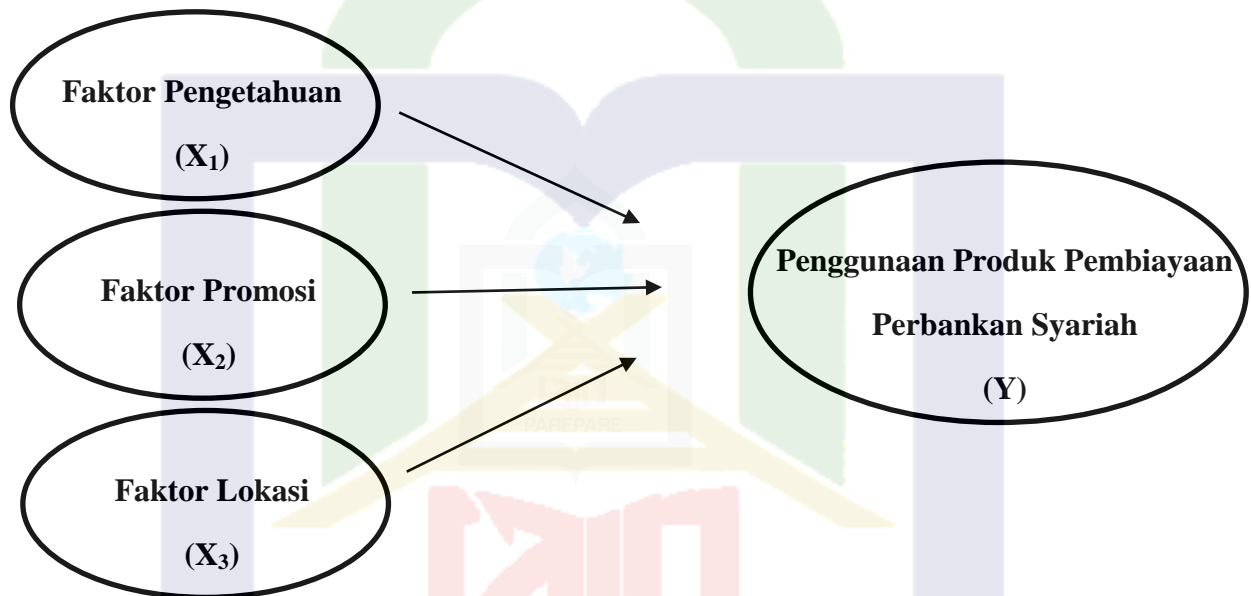 Faktor Pengetahuan
(X₁)
Faktor Promosi
(X₂)
Faktor Lokasi
(X₃)
Penggunaan Produk Pembiayaan
Perbankan Syariah
(Y)
PAREPARE